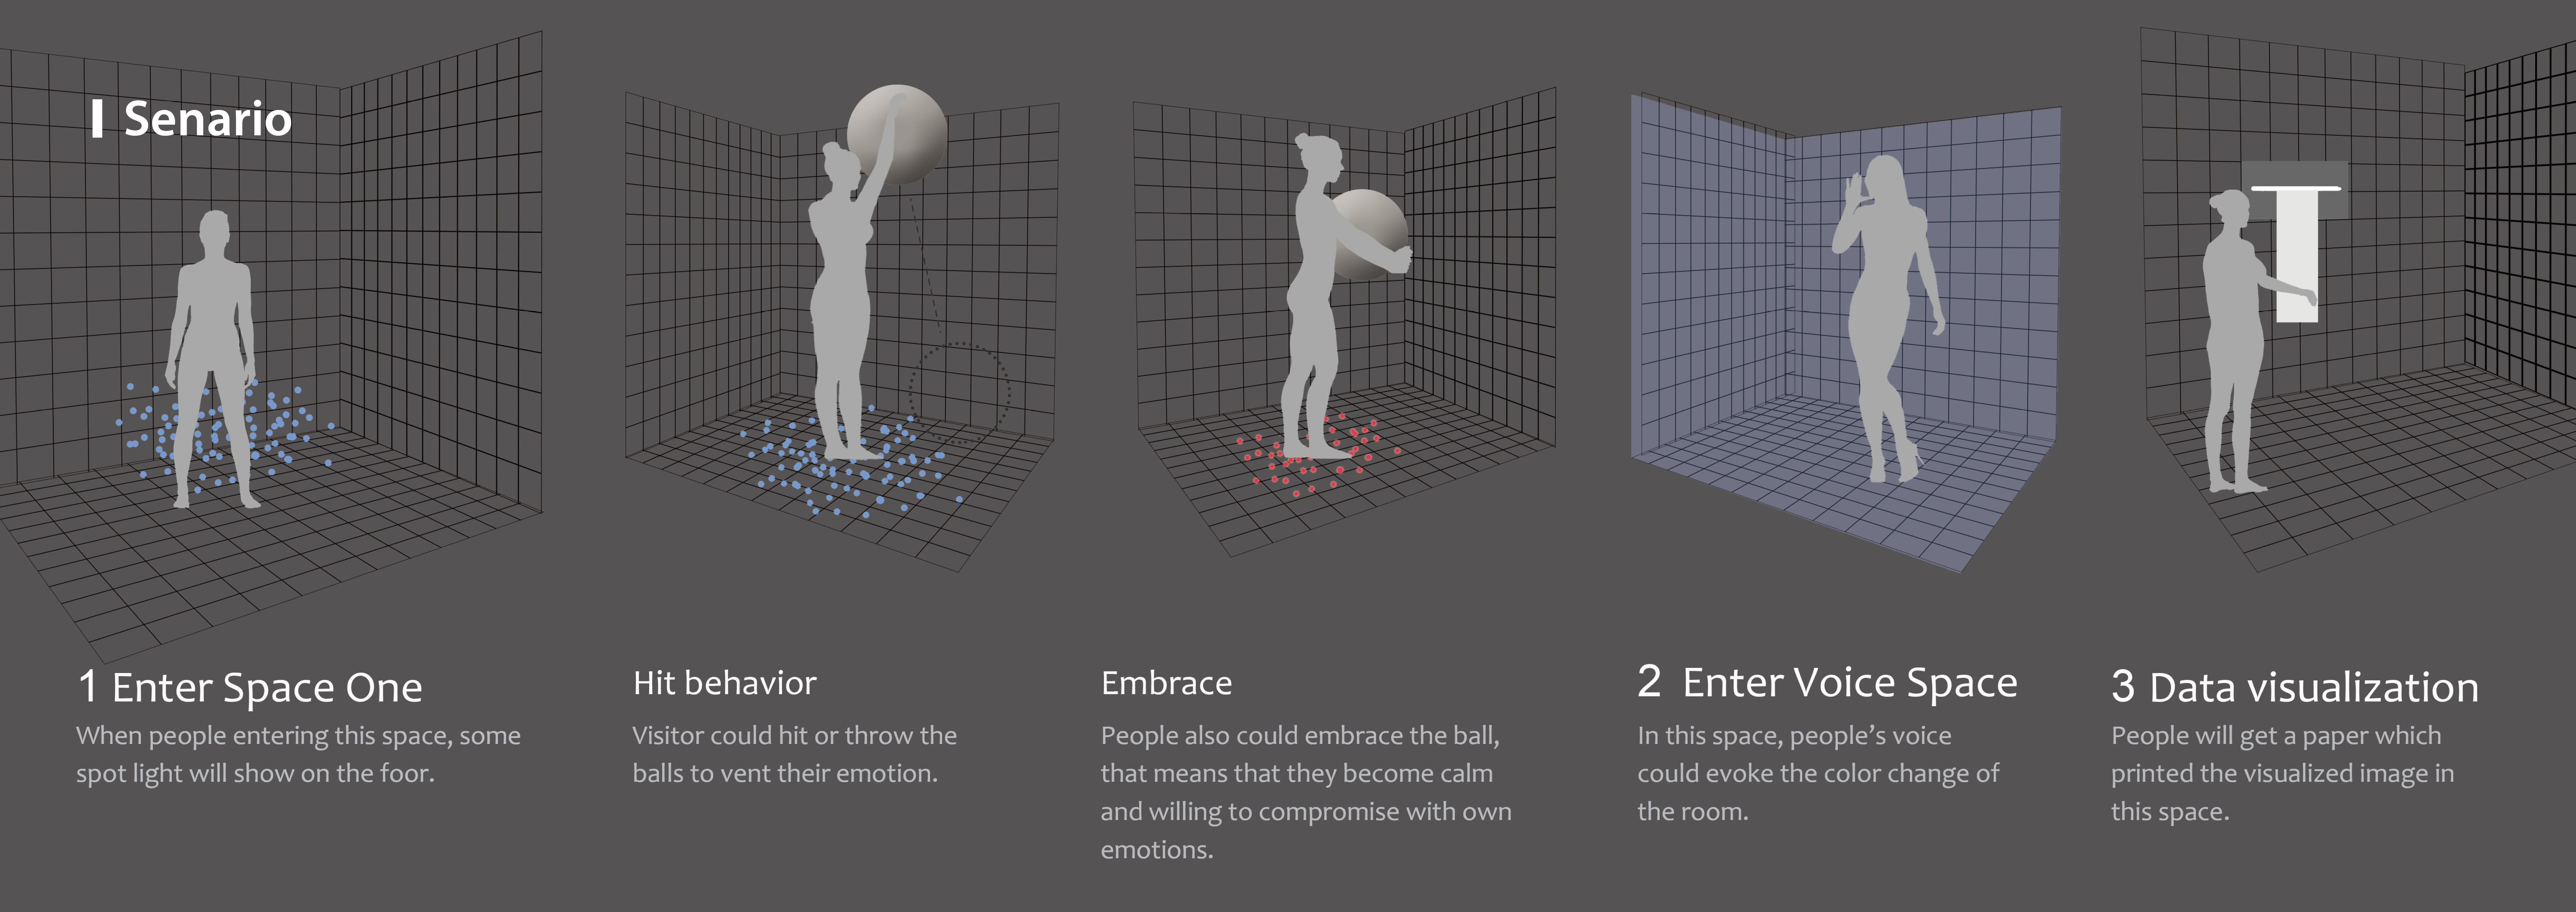 Senario
1 Enter Space One
When people entering this space, some
spot light will show on the foor.
Hit behavior
Visitor could hit or throw the
balls to vent their emotion.
Embrace
People also could embrace the ball,
that means that they become calm
and willing to compromise with own
emotions.
2 Enter Voice Space
In this space, people’s voice
could evoke the color change of
the room.
3 Data visualization
People will get a paper which
printed the visualized image in
this space.